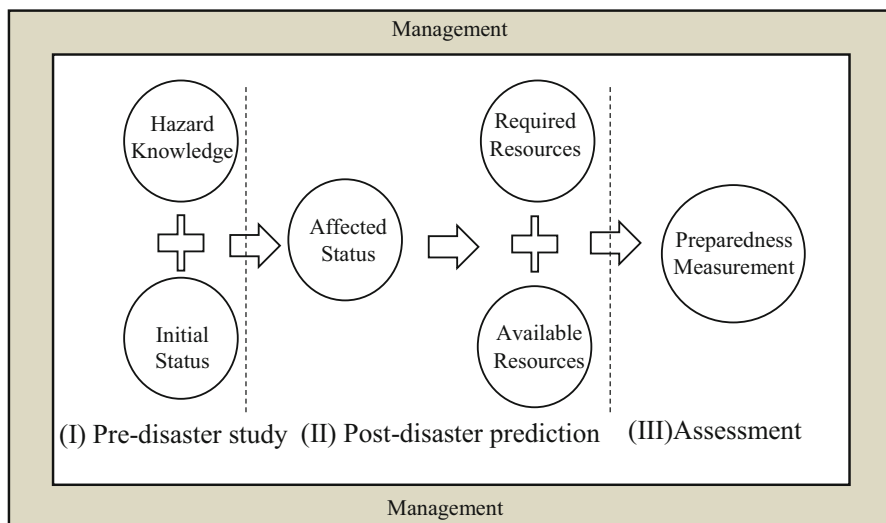 Management
Hazard
Knowledge
Initial
Status
Affected
Status
Required
Resources
Available
Resources
Preparedness
Measurement
(I) Pre-disaster study
(II) Post-disaster prediction
(III)Assessment
Management